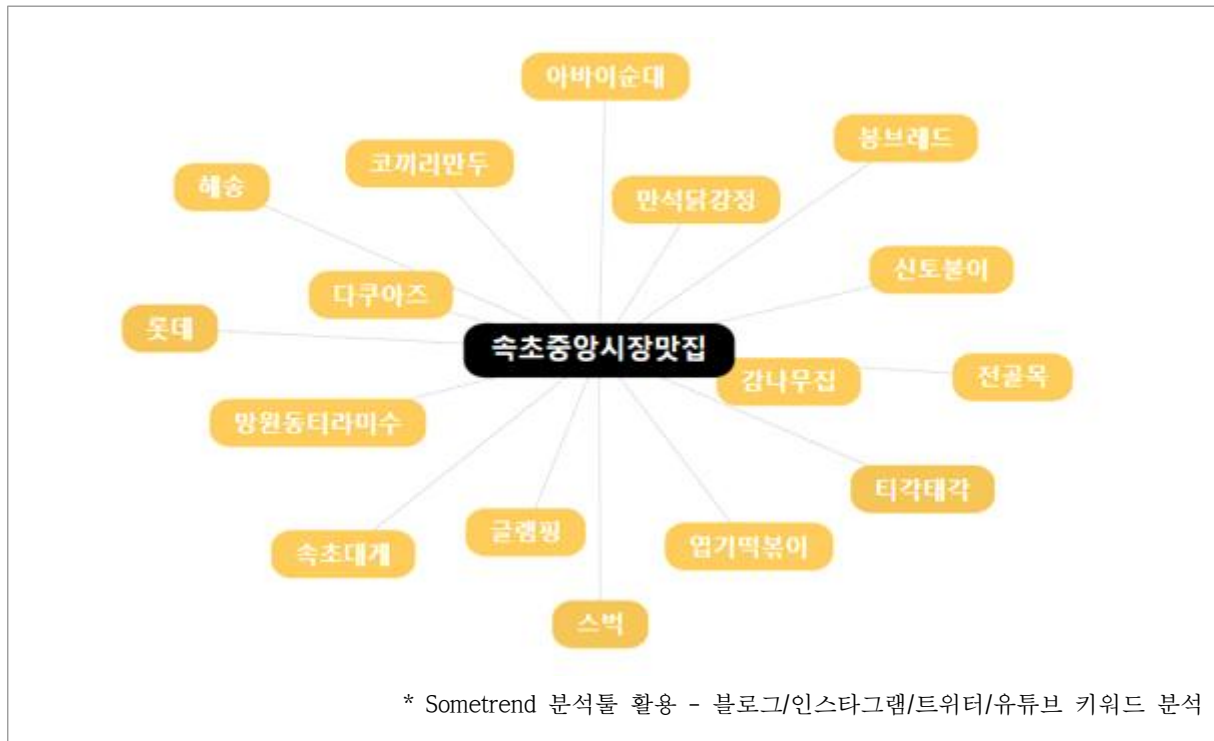 아바이순대
봉브레드
코끼리만두
해송
만석닭강정
신토불이
다쿠아즈
롯데
속초중앙시장맛집
감나무집
전골목
망원동티라미수
티각태각
속초대게
글램핑
엽기떡볶이
스벅
* Sometrend 분석툴 활용 - 블로그/인스타그램/트위터/유튜브 키워드 분석